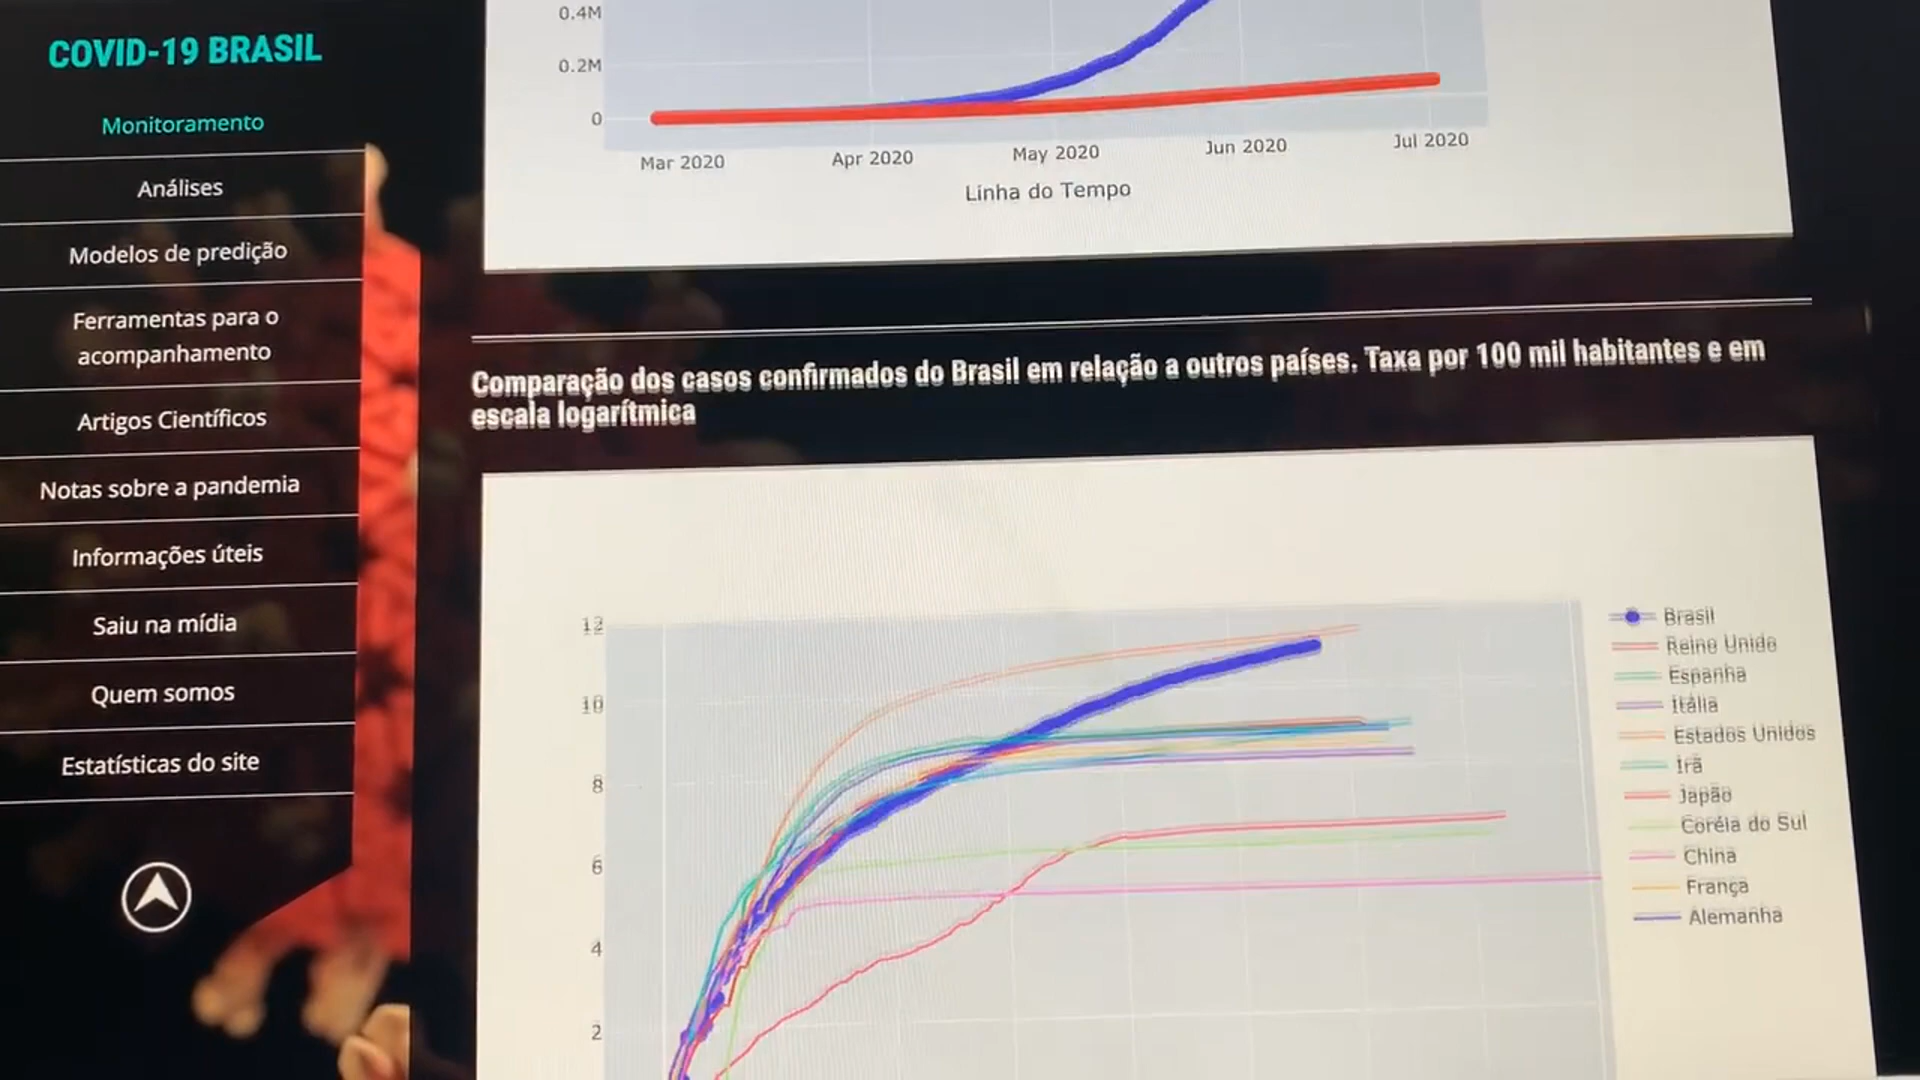 COVID-19 BRASIL
Monitoramento
Análises
Modelos de predição
Ferramentas para o
acompanhamento
Artigos Científicos
Notas sobre a pandemia
Informações úteis
Saiu na mídia
Quem somos
Estatísticas do site
0.4M
0.2M
0
Mar 2020
Apr 2020
May 2020
Jun 2020
Jul 2020
Linha do Tempo
Comparação dos casos confirmados do Brasil em relação a outros países. Taxa por 100 mil habitantes e em
escala logarítmica
12
10
8
6
4
2
Brasil
Reino Unido
Espanha
Itália
Estados Unidos
Irã
Japão
Coréia do Sul
China
França
Alemanha